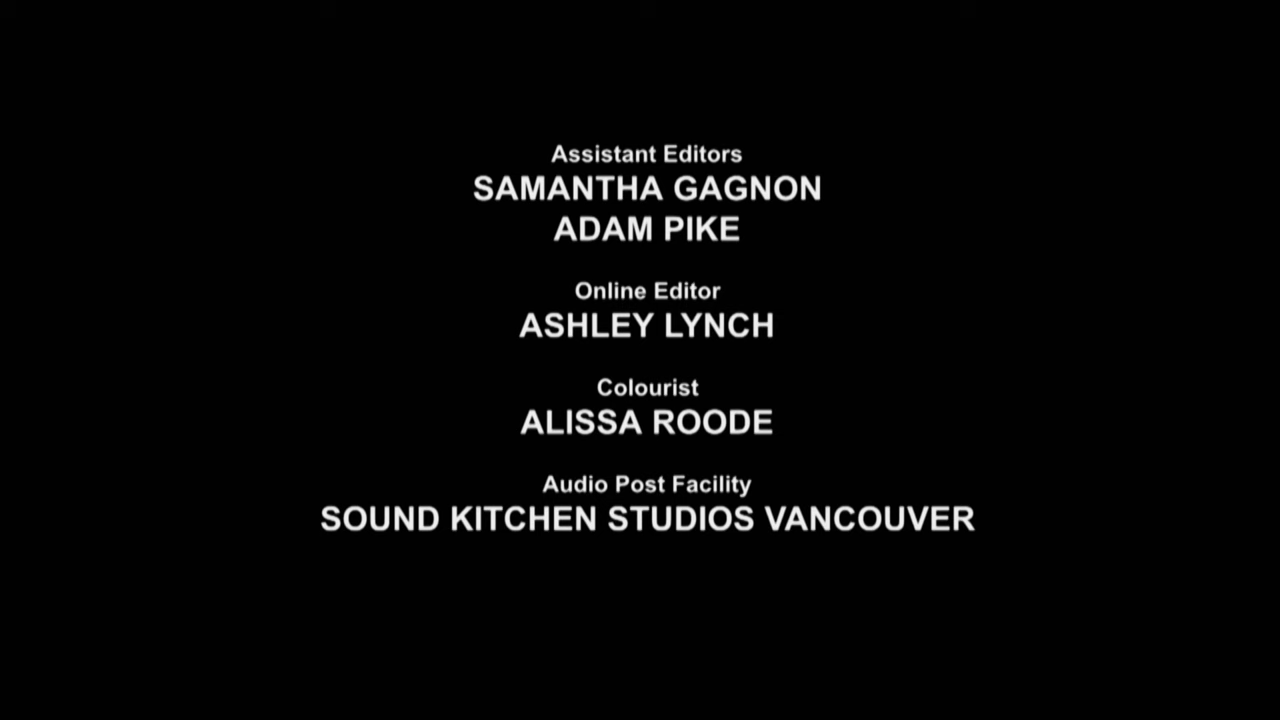 Assistant Editors
SAMANTHA GAGNON
ADAM PIKE
Online Editor
ASHLEY LYNCH
Colourist
ALISSA ROODE
Audio Post Facility
SOUND KITCHEN STUDIOS VANCOUVER